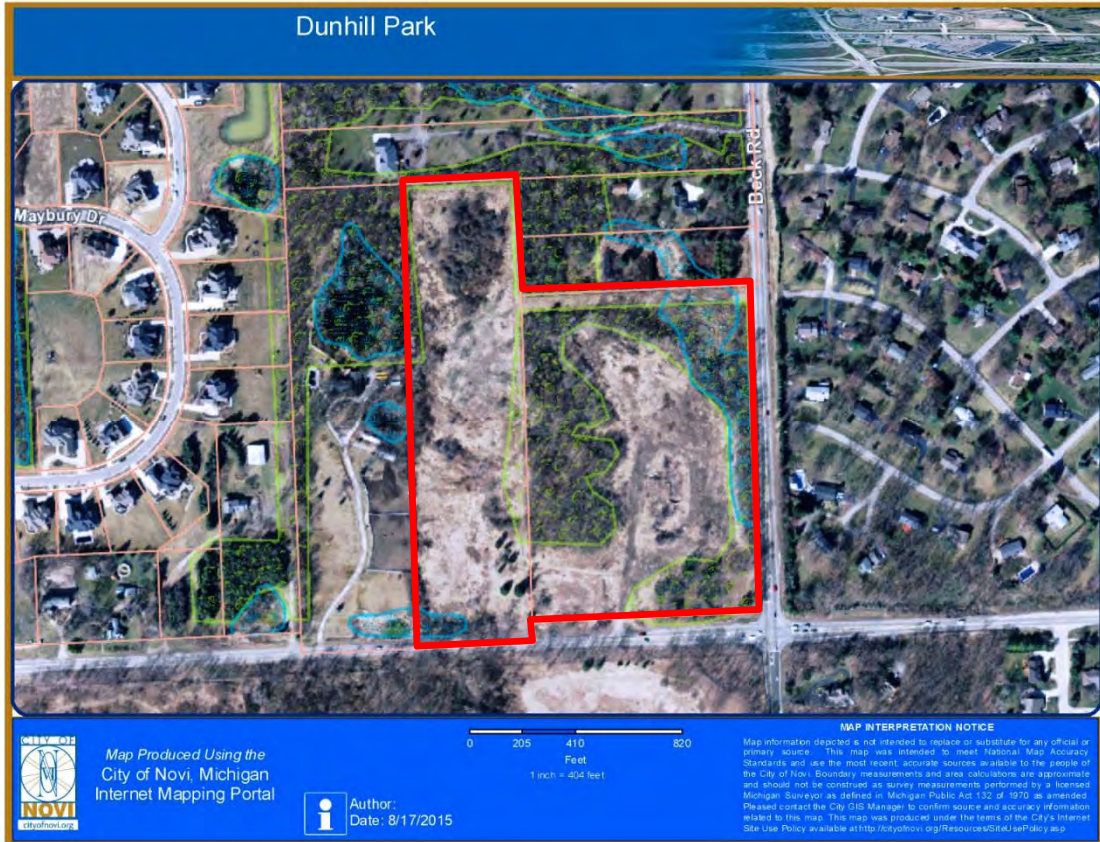 Dunhill Park
Beck Rd
Maybury Dr
CITY OF
NOVI
cityofnovi.org
Map Produced Using the
City of Novi, Michigan
Internet Mapping Portal
i
Author:
Date: 8/17/2015
0 205 410 820
Feet
1 inch = 404 feet
MAP INTERPRETATION NOTICE
Map information depicted is not intended to replace or substitute for any official or
primary source. This map was intended to meet National Map Accuracy
Standards and use the most recent, accurate sources available to the people of
the City of Novi. Boundary measurements and area calculations are approximate
and should not be construed as survey measurements performed by a licensed
Michigan Surveyor as defined in Michigan Public Act 132 of 1970 as amended.
Pleased contact the City GIS Manager to confirm source and accuracy information
related to this map. This map was produced under the terms of the City's Internet
Site Use Policy available at http://cityofnovi.org/Resources/SiteUsePolicy.asp